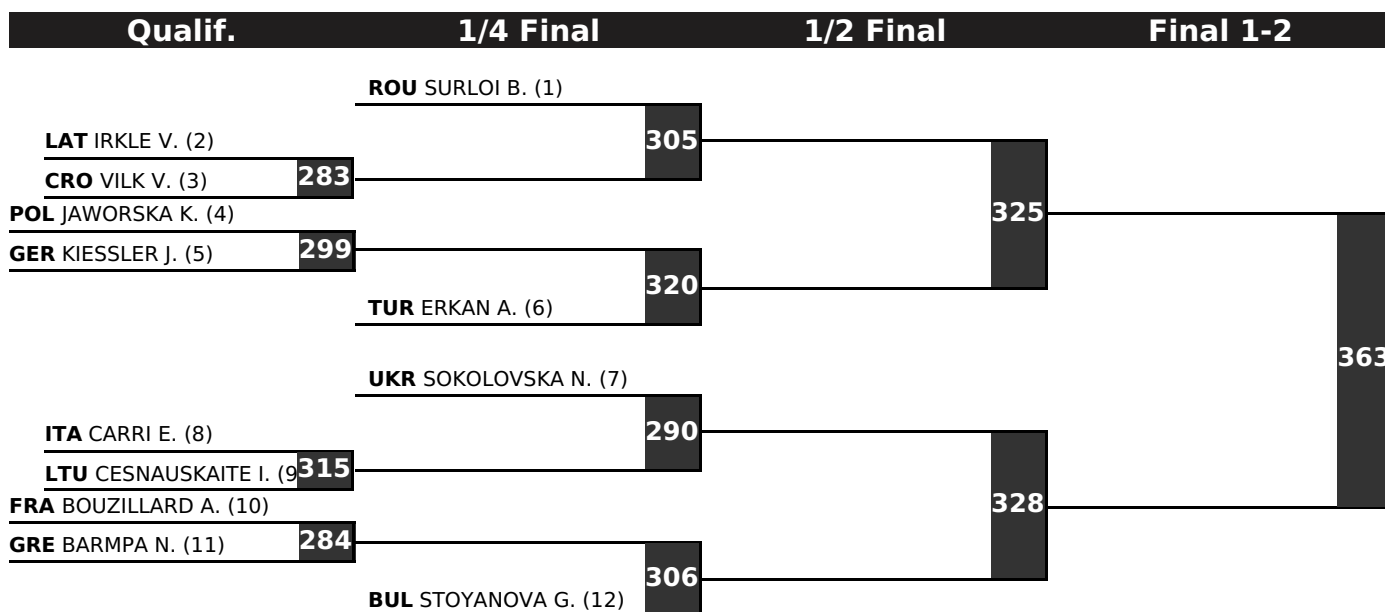 Qualif. 1/4 Final 1/2 Final Final 1-2
ROU SURLOI B. (1)
305
LAT IRKLE V. (2)
CRO VILK V. (3)
283
POL JAWORSKA K. (4)
GER KIESSLER J. (5)
299
325
320
TUR ERKAN A. (6)
363
UKR SOKOLOVSKA N. (7)
290
ITA CARRI E. (8)
LTU CESNAUSKAITE I. (9
315
FRA BOUZILLARD A. (10)
GRE BARMPA N. (11)
284
328
306
BUL STOYANOVA G. (12)